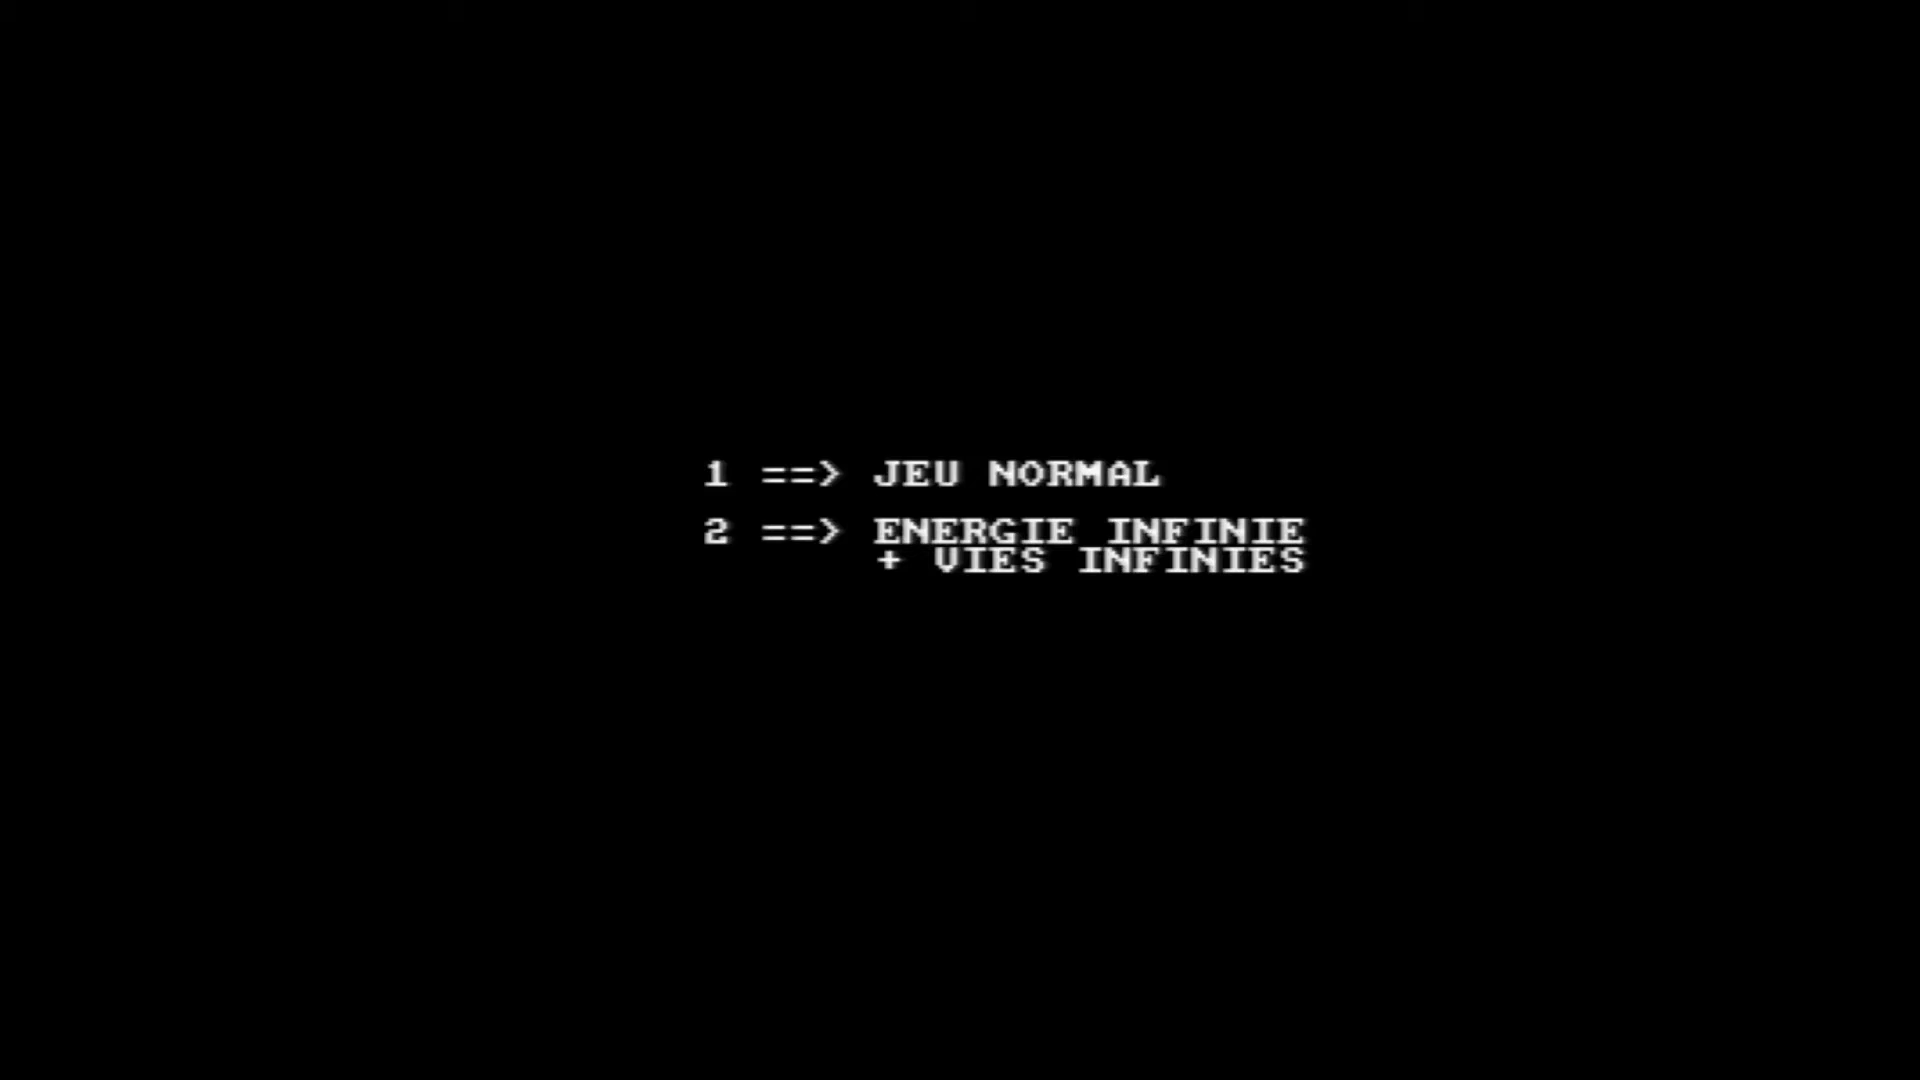 1 ==> JEU NORMAL
2 ==> ENERGIE INFINIE
+ VIES INFINIES